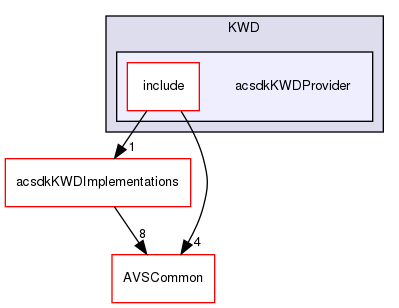 KWD
include
acsdkKWDProvider
1
acsdkKWDImplementations
8
4
AVSCommon